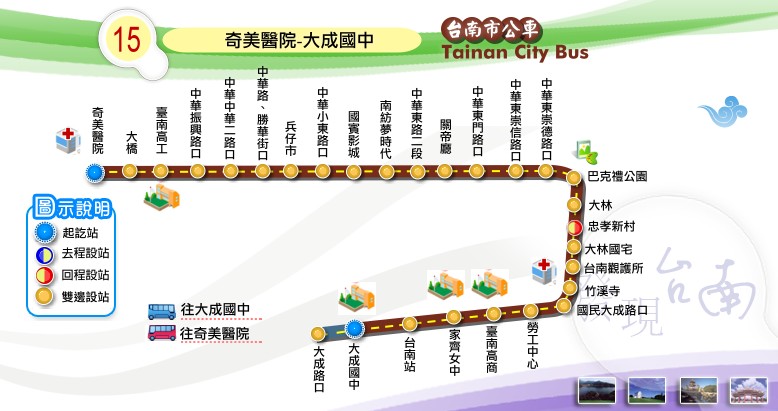 15
奇美醫院-大成國中
台南市公車
Tainan City Bus
奇美醫院
大橋
臺南高工
中華振興路口
中華中華二路口
中華路、勝華街口
兵仔市
中華小東路口
國賓影城
南紡夢時代
中華東路二段
關帝廳
中華東門路口
中華東崇信路口
中華東崇德路口
巴克禮公園
大林
忠孝新村
大林國宅
台南觀護所
竹溪寺
國民大成路口
勞工中心
臺南高商
家齊女中
台南站
大成國中
大成路口
圖示說明
起訖站
去程設站
回程設站
雙邊設站
往大成國中
往奇美醫院
發現
台南